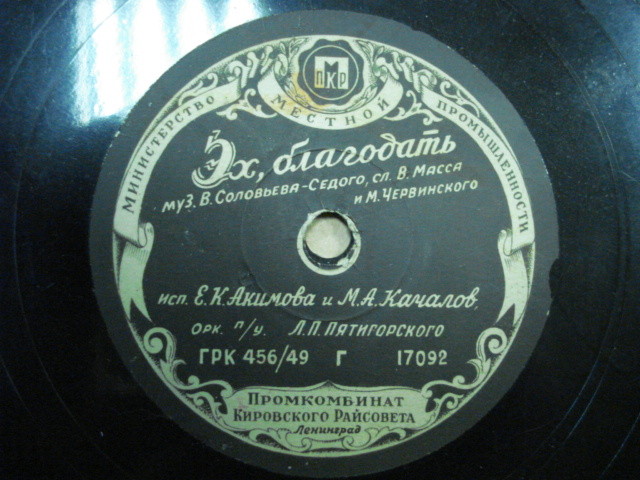 ПМКР
МИНИСТЕРСТВО МЕСТНОЙ ПРОМЫШЛЕННОСТИ
Эх, благодать
муз. В. Соловьева-Седого, сл. В. Масса
и М. Червинского
исп. Е. К. Акимова и М. А. Качалов,
орк. п/у. Л. П. Пятигорского
ГРК 456/49 Г 17092
Промкомбинат
Кировского Райсовета
Ленинград